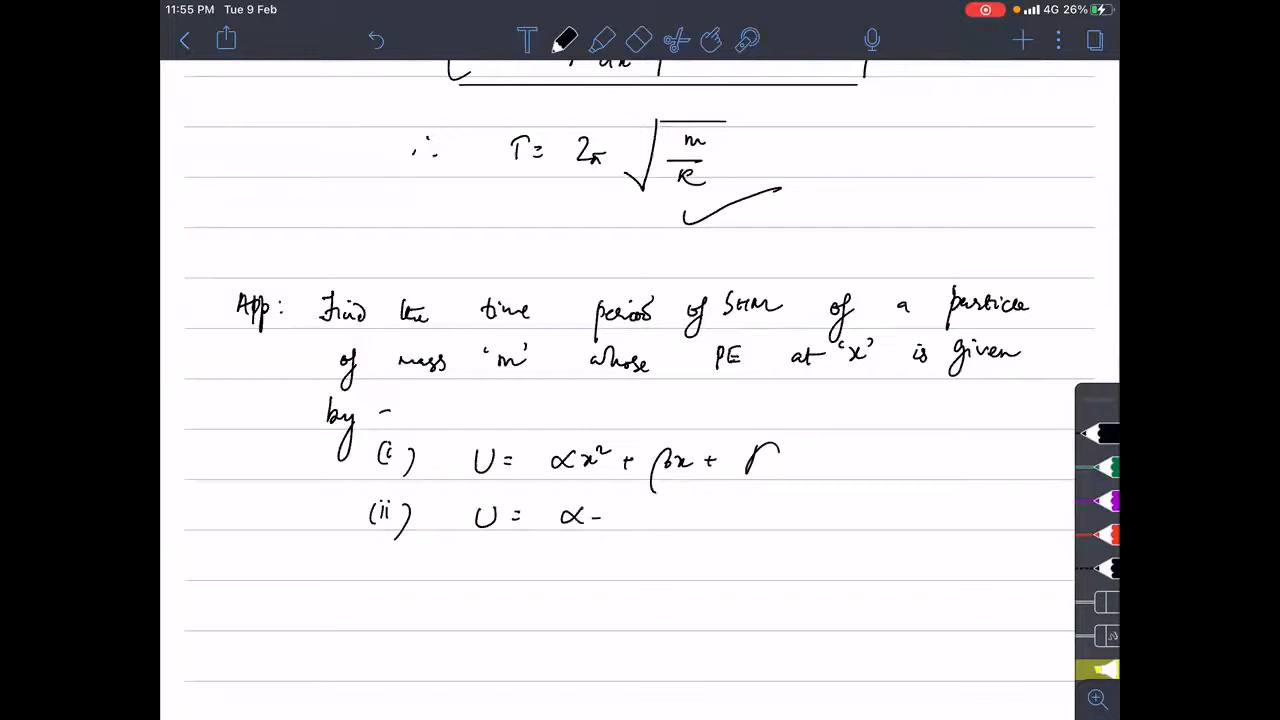 11:55 PM Tue 9 Feb 4G 26%
∴ T = 2π √(m/k)
App: Find the time period of SHM of a particle
of mass 'm' whose PE at 'x' is given
by -
(i) U = αx² + βx + γ
(ii) U = α -